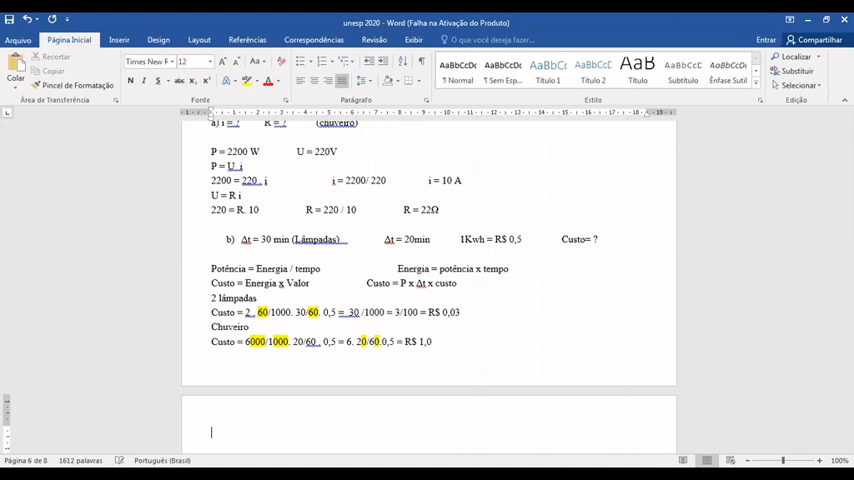 unesp 2020 - Word (Falha na Ativação do Produto)
Arquivo Página Inicial Inserir Design Layout Referências Correspondências Revisão Exibir O que você deseja fazer... Entrar Compartilhar
Colar Recortar Copiar Pincel de Formatação
Times New R 12
N I S abc x₂ x²
AaBbCcDc AaBbCcDc AaBbCc AaBbCcC AaB AaBbCcD AaBbCcDt
¶ Normal ¶ Sem Esp... Título 1 Título 2 Título Subtítulo Ênfase Sutil
Localizar Substituir Selecionar
Área de Transferência Fonte Parágrafo Estilo Edição
a) i = ? R = ? (chuveiro)
P = 2200 W U = 220V
P = U i
2200 = 220 . i i = 2200/ 220 i = 10 A
U = R i
220 = R. 10 R = 220 / 10 R = 22Ω
b) Δt = 30 min (Lâmpadas) Δt = 20min 1Kwh = R$ 0,5 Custo= ?
Potência = Energia / tempo Energia = potência x tempo
Custo = Energia x Valor Custo = P x Δt x custo
2 lâmpadas
Custo = 2 . 60/1000. 30/60. 0,5 = 30 /1000 = 3/100 = R$ 0,03
Chuveiro
Custo = 6000/1000. 20/60 . 0,5 = 6. 20/60.0,5 = R$ 1,0
Página 6 de 8 1612 palavras Português (Brasil) 100%